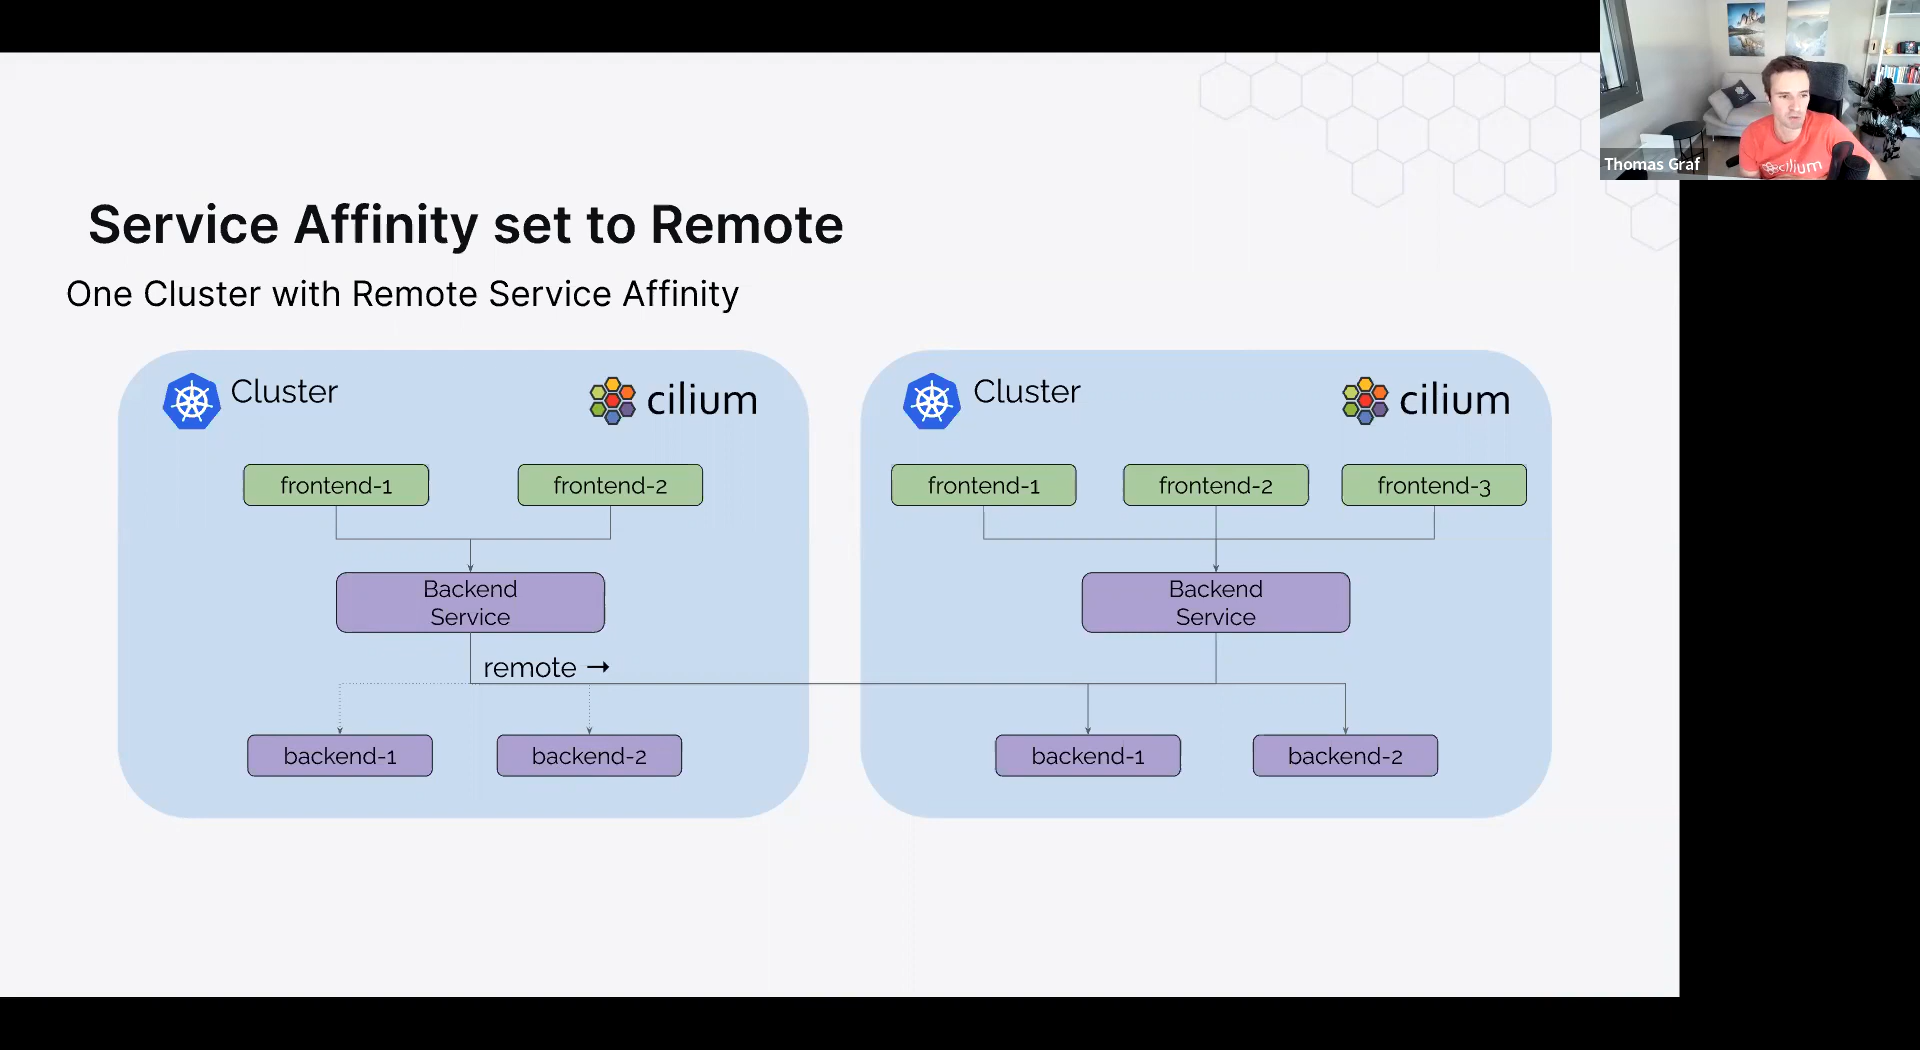 Thomas Graf
cilium
Service Affinity set to Remote
One Cluster with Remote Service Affinity
Cluster
cilium
frontend-1
frontend-2
Backend
Service
remote →
backend-1
backend-2
Cluster
cilium
frontend-1
frontend-2
frontend-3
Backend
Service
backend-1
backend-2